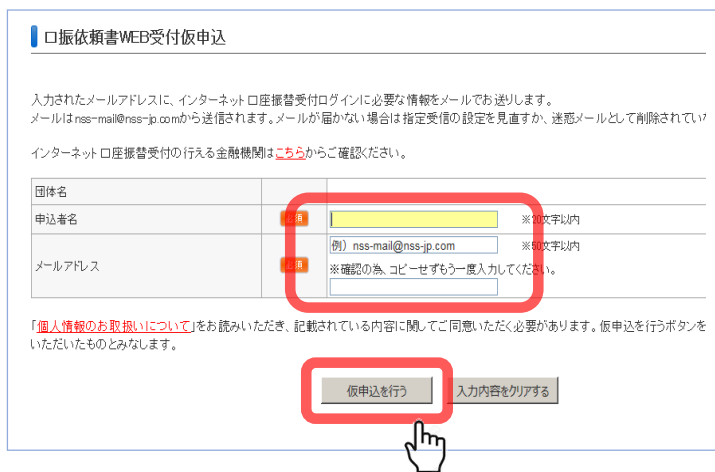 口振依頼書WEB受付仮申込
入力されたメールアドレスに、インターネット口座振替受付ログインに必要な情報をメールでお送りします。
メールはnss-mail@nss-jp.comから送信されます。メールが届かない場合は指定受信の設定を見直すか、迷惑メールとして削除されてい
インターネット口座振替受付の行える金融機関はこちらからご確認ください。
団体名
申込者名 必須 ※20文字以内
例）nss-mail@nss-jp.com ※50文字以内
メールアドレス 必須 ※確認の為、コピーせずもう一度入力してください。
「個人情報のお取扱いについて」をお読みいただき、記載されている内容に関してご同意いただく必要があります。仮申込を行うボタンを
いただいたものとみなします。
仮申込を行う 入力内容をクリアする